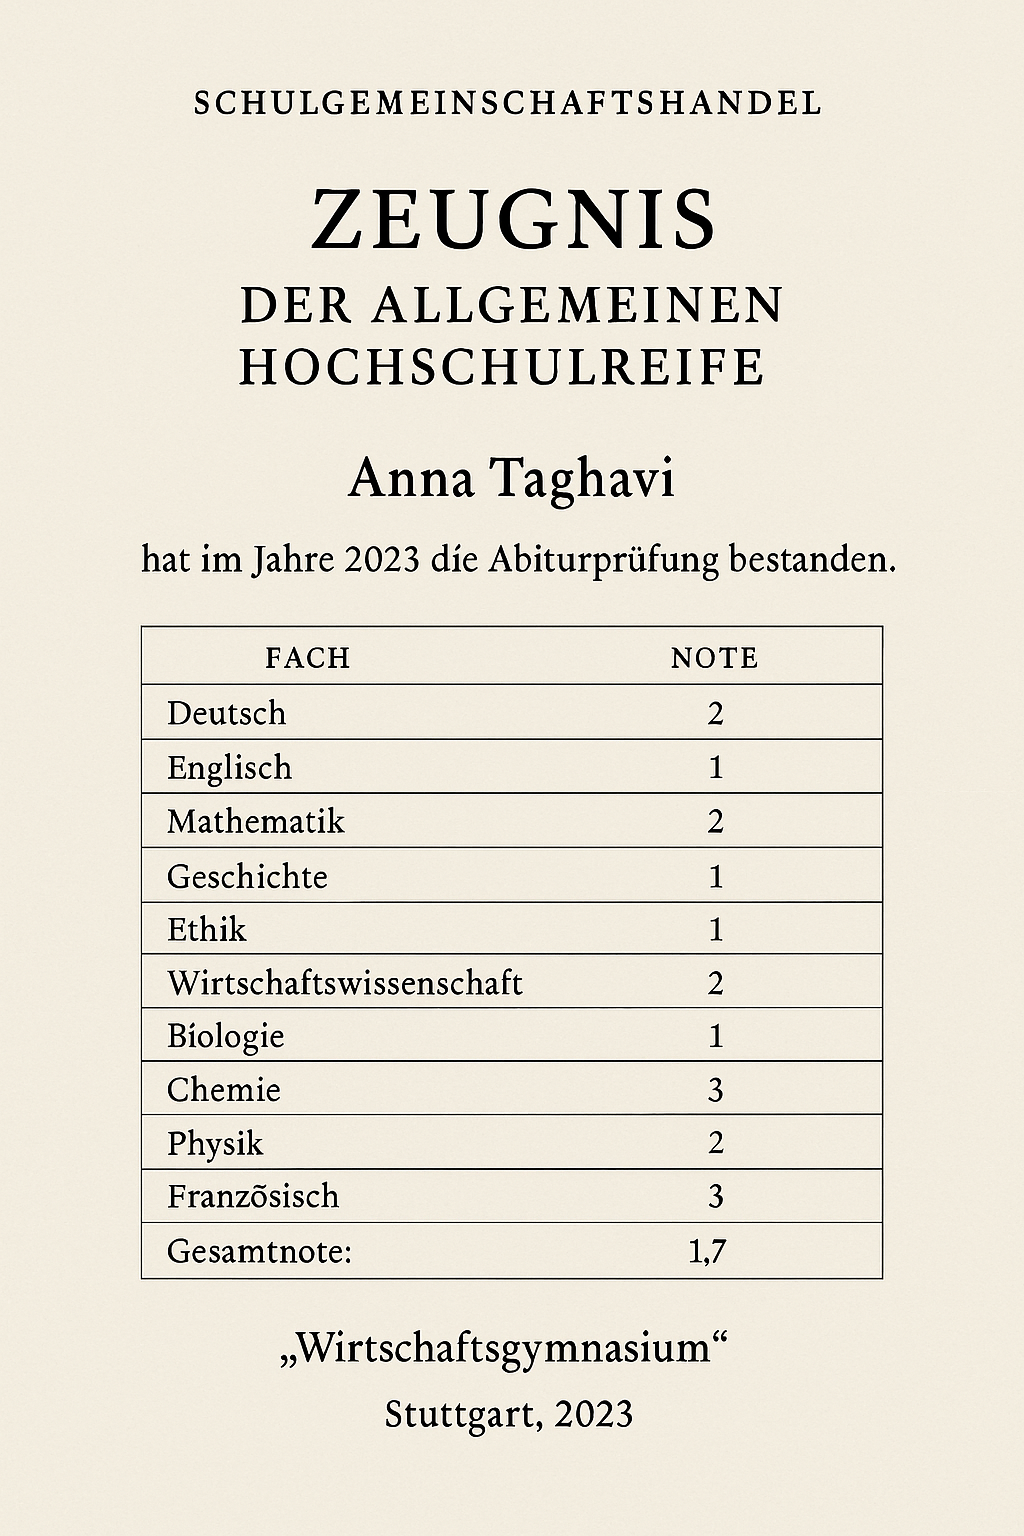 SCHULGEMEINSCHAFTSHANDEL
ZEUGNIS
DER ALLGEMEINEN
HOCHSCHULREIFE
Anna Taghavi
hat im Jahre 2023 díe Abiturprüfung bestanden.
FACH NOTE
Deutsch 2
Englisch 1
Mathematik 2
Geschichte 1
Ethik 1
Wirtschaftswissenschaft 2
Bíologie 1
Chemie 3
Physik 2
Franzõsisch 3
Gesamtnote: 1,7
„Wirtschaftsgymnasium“
Stuttgart, 2023